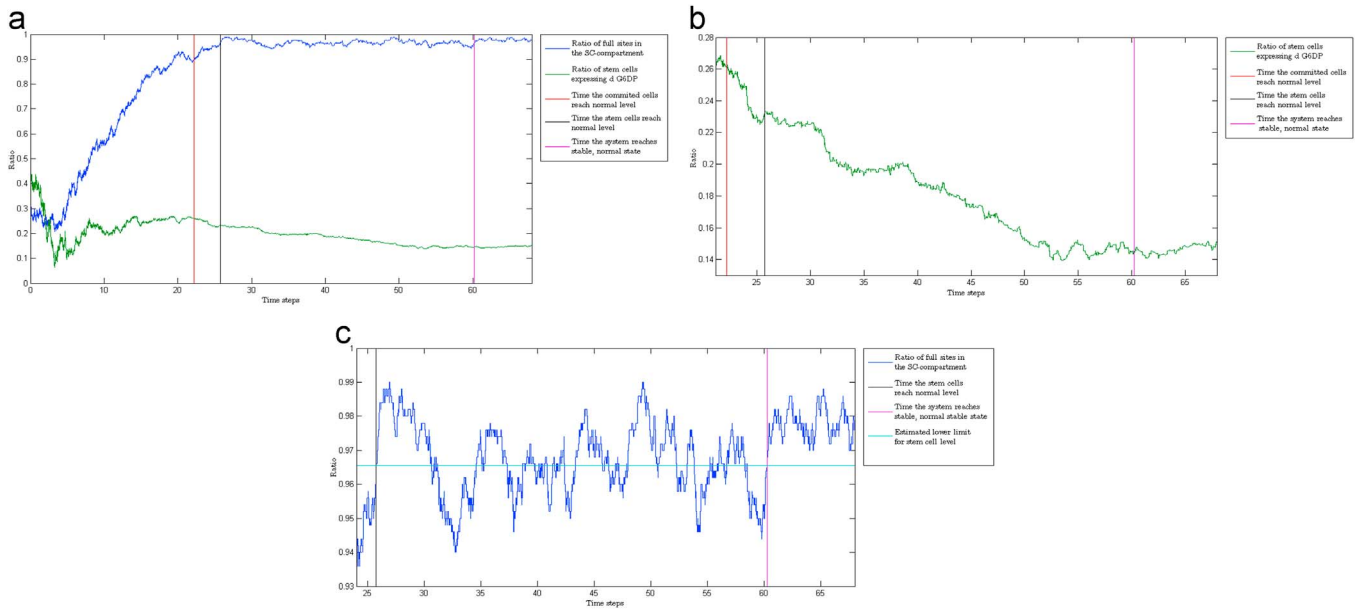 a
1
0.9
0.8
0.7
0.6
0.5
0.4
0.3
0.2
0.1
0
Ratio
0
10
20
30
40
50
60
Time steps
Ratio of full sites in
the SC-compartment
Ratio of stem cells
expressing d G6DP
Time the commited cells
reach normal level
Time the stem cells reach
normal level
Time the system reaches
stable, normal state
b
0.28
0.26
0.24
0.22
0.2
0.18
0.16
0.14
Ratio
25
30
35
40
45
50
55
60
65
Time steps
Ratio of stem cells
expressing d G6DP
Time the committed cells
reach normal level
Time the stem cells
reach normal level
Time the system reaches
stable, normal state
c
1
0.99
0.98
0.97
0.96
0.95
0.94
0.93
Ratio
25
30
35
40
45
50
55
60
65
Time steps
Ratio of full sites in
the SC-compartment
Time the stem cells
reach normal level
Time the system reaches
stable, normal stable state
Estimated lower limit
for stem cell level